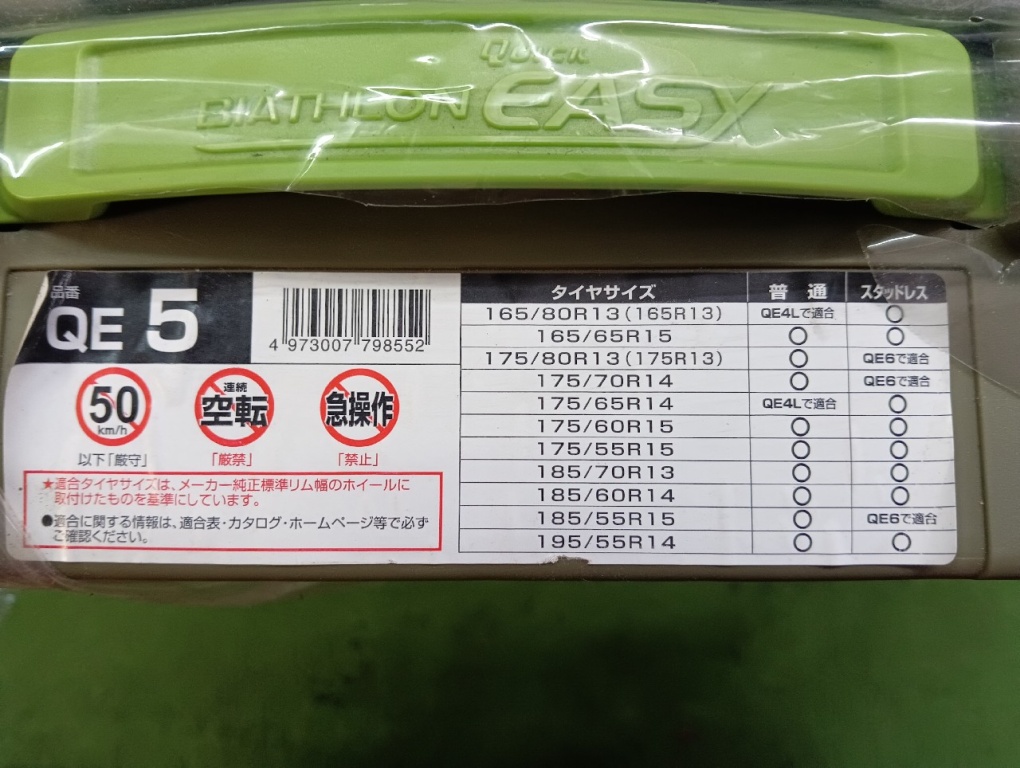 QUICK
BIATHLON EASY
品番
QE 5
4 973007 798552
50
km/h
以下「厳守」
連続
空転
「厳禁」
急操作
「禁止」
★適合タイヤサイズは、メーカー純正標準リム幅のホイールに
取付けたものを基準にしています。
●適合に関する情報は、適合表・カタログ・ホームページ等で必ず
ご確認ください。
タイヤサイズ 普通 スタッドレス
165/80R13(165R13) QE4Lで適合 ○
165/65R15 ○ ○
175/80R13(175R13) ○ QE6で適合
175/70R14 ○ QE6で適合
175/65R14 QE4Lで適合 ○
175/60R15 ○ ○
175/55R15 ○ ○
185/70R13 ○ ○
185/60R14 ○ ○
185/55R15 ○ QE6で適合
195/55R14 ○ ○